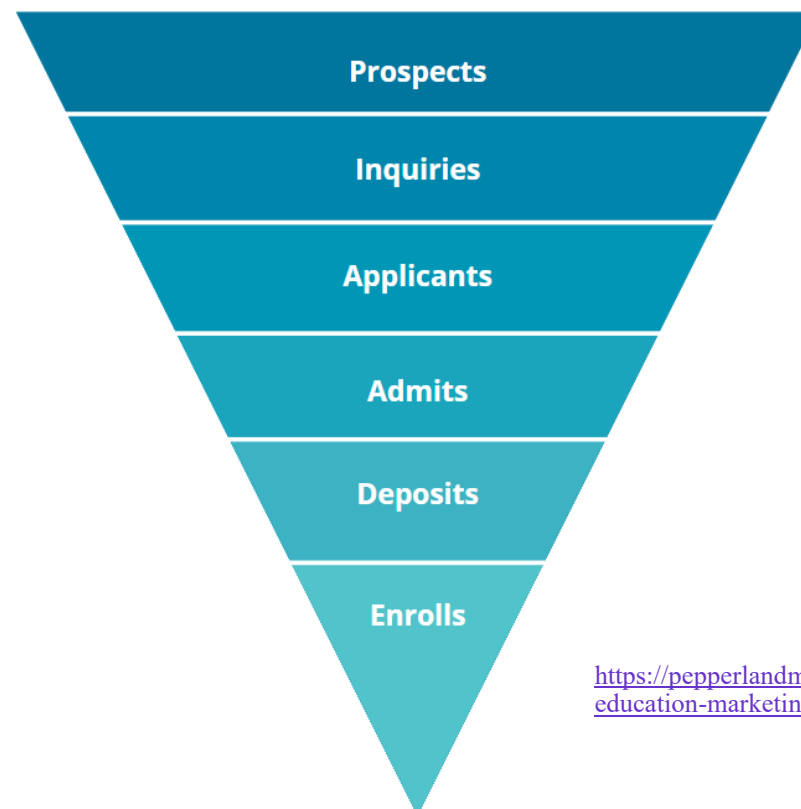 Prospects
Inquiries
Applicants
Admits
Deposits
Enrolls
https://pepperlandm
education-marketin